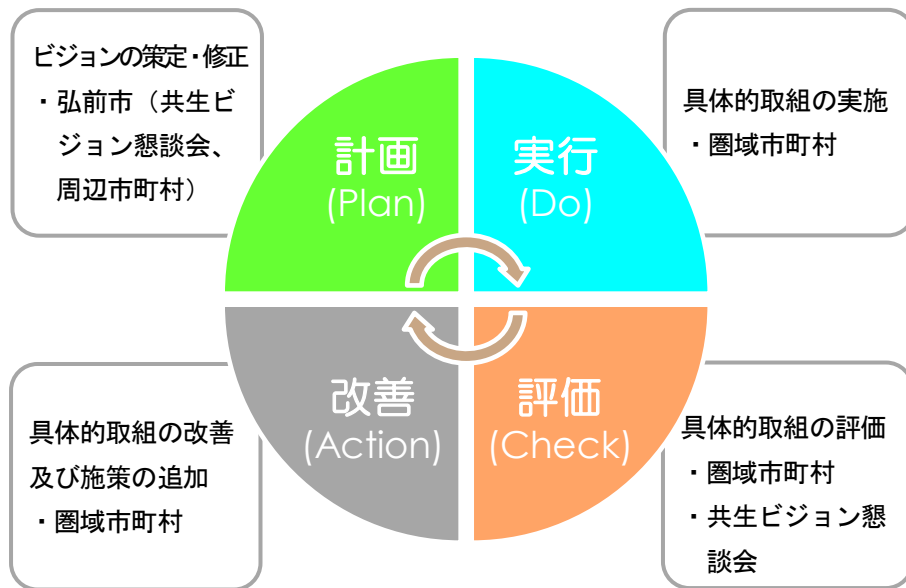 ビジョンの策定・修正
・弘前市（共生ビ
ジョン懇談会、
周辺市町村）
計画
(Plan)
実行
(Do)
具体的取組の実施
・圏域市町村
具体的取組の改善
及び施策の追加
・圏域市町村
改善
(Action)
評価
(Check)
具体的取組の評価
・圏域市町村
・共生ビジョン懇
談会